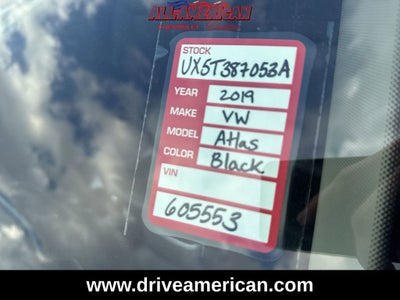 ALL-AMERICAN
STOCK
UX5T387053A
YEAR 2019
MAKE VW
MODEL Atlas
COLOR Black
VIN
605553
www.driveamerican.com